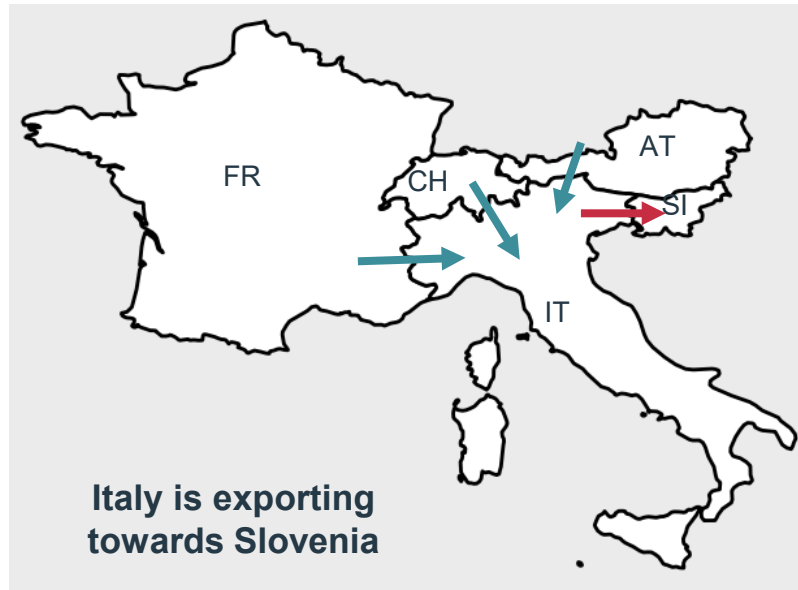 FR
CH
AT
SI
IT
Italy is exporting
towards Slovenia